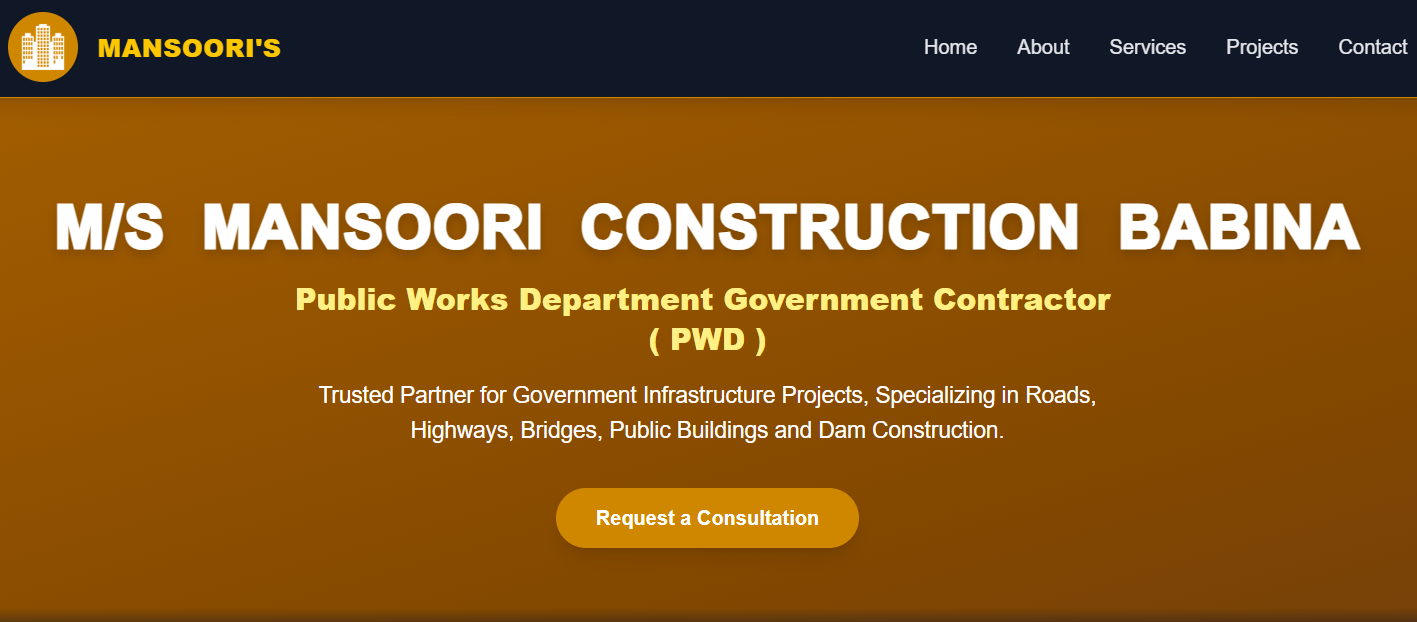 MANSOORI'S
Home About Services Projects Contact
M/S MANSOORI CONSTRUCTION BABINA
Public Works Department Government Contractor
( PWD )
Trusted Partner for Government Infrastructure Projects, Specializing in Roads,
Highways, Bridges, Public Buildings and Dam Construction.
Request a Consultation